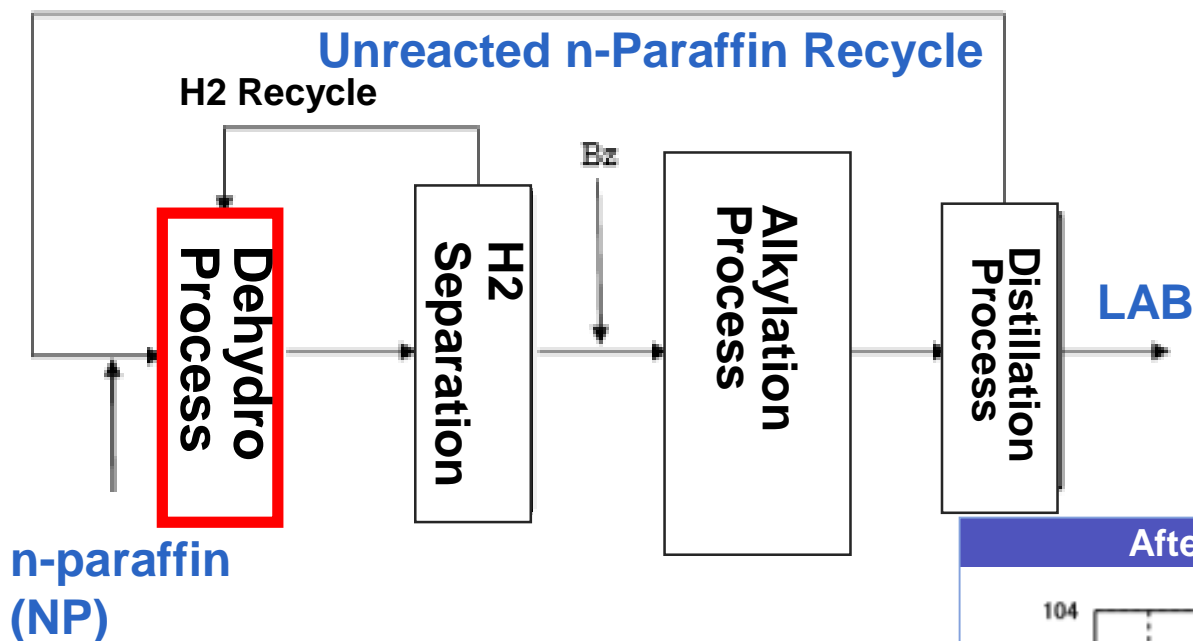 Unreacted n-Paraffin Recycle
H2 Recycle
Bz
Dehydro
Process
H2
Separation
Alkylation
Process
Distillation
Process
LAB
n-paraffin
(NP)
Afte
104